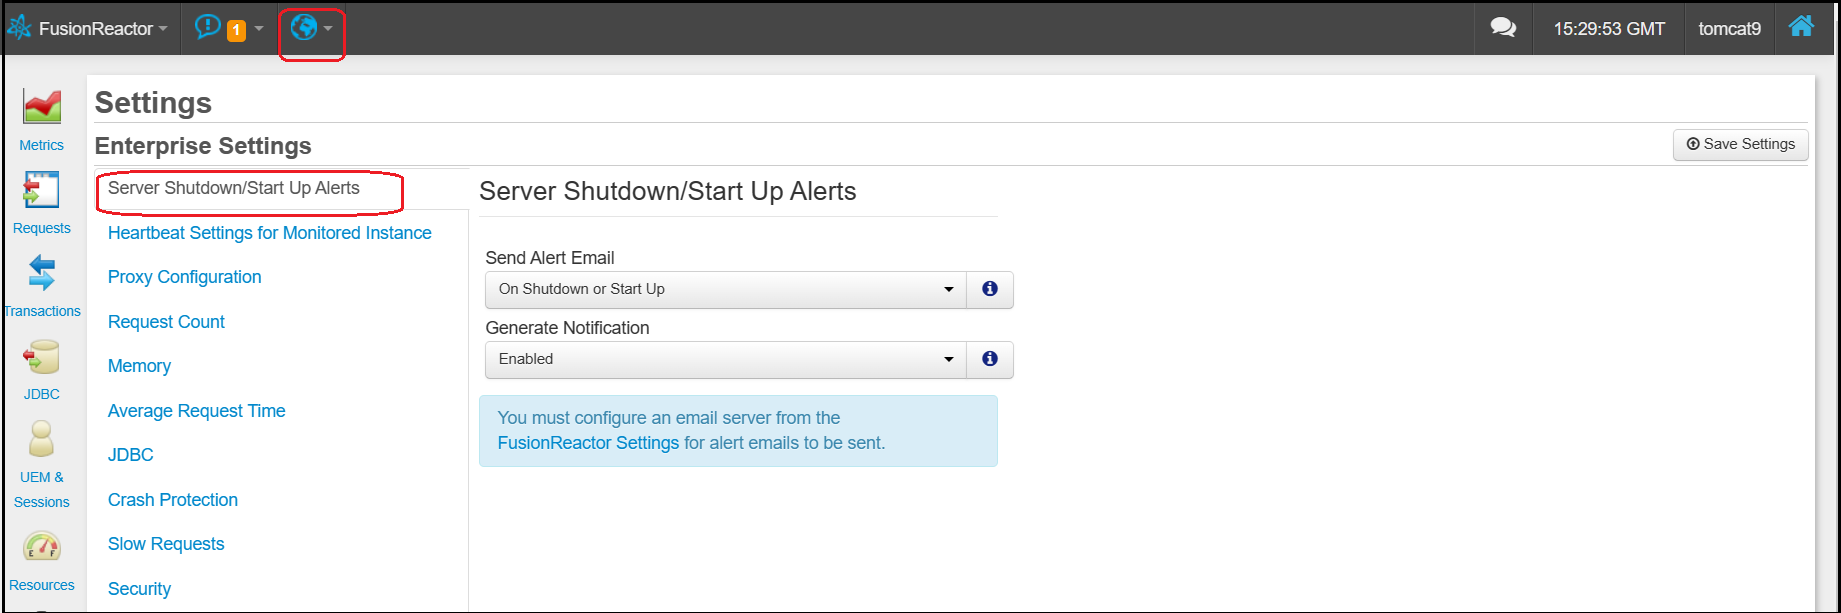 FusionReactor
1
15:29:53 GMT
tomcat9
Metrics
Requests
Transactions
JDBC
UEM &
Sessions
E F
Resources
Settings
Enterprise Settings
Save Settings
Server Shutdown/Start Up Alerts
Heartbeat Settings for Monitored Instance
Proxy Configuration
Request Count
Memory
Average Request Time
JDBC
Crash Protection
Slow Requests
Security
Server Shutdown/Start Up Alerts
Send Alert Email
On Shutdown or Start Up
Generate Notification
Enabled
You must configure an email server from the
FusionReactor Settings for alert emails to be sent.